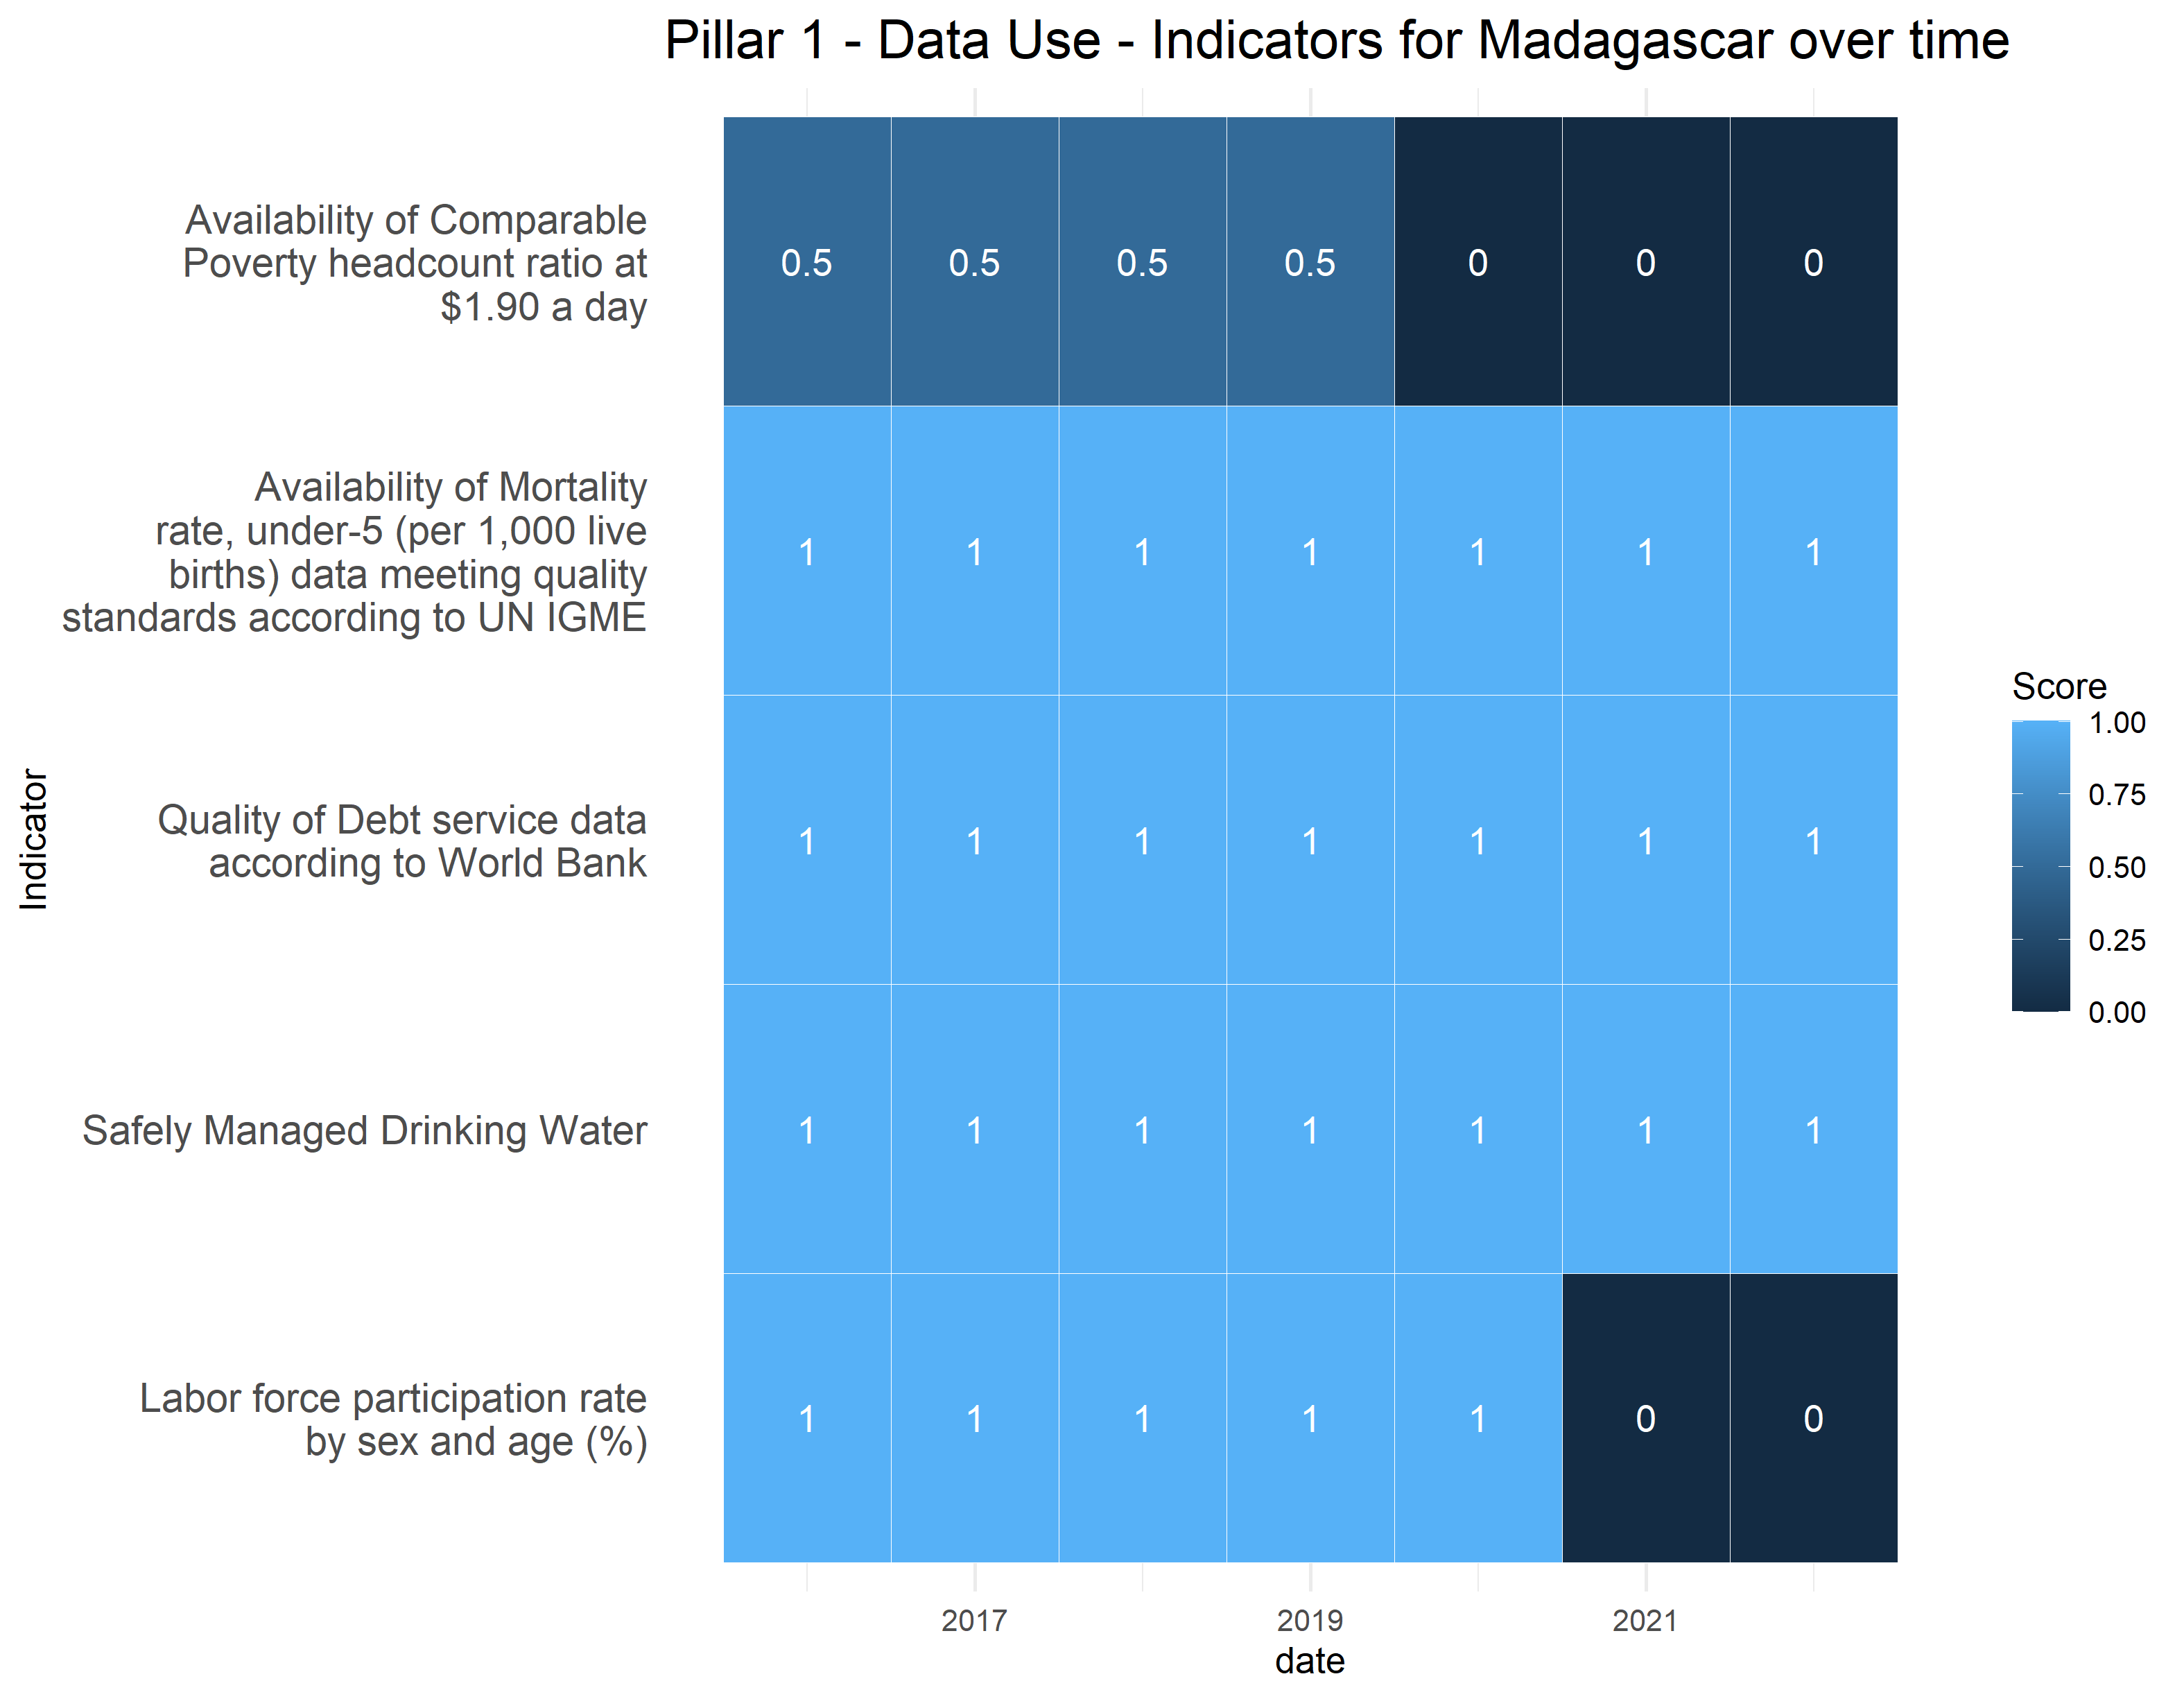 Pillar 1 - Data Use - Indicators for Madagascar over time
Indicator
Availability of Comparable
Poverty headcount ratio at
$1.90 a day
0.5 0.5 0.5 0.5 0 0 0
Availability of Mortality
rate, under-5 (per 1,000 live
births) data meeting quality
standards according to UN IGME
1 1 1 1 1 1 1
Quality of Debt service data
according to World Bank
1 1 1 1 1 1 1
Safely Managed Drinking Water
1 1 1 1 1 1 1
Labor force participation rate
by sex and age (%)
1 1 1 1 1 0 0
2017 2019 2021
date
Score
1.00
0.75
0.50
0.25
0.00